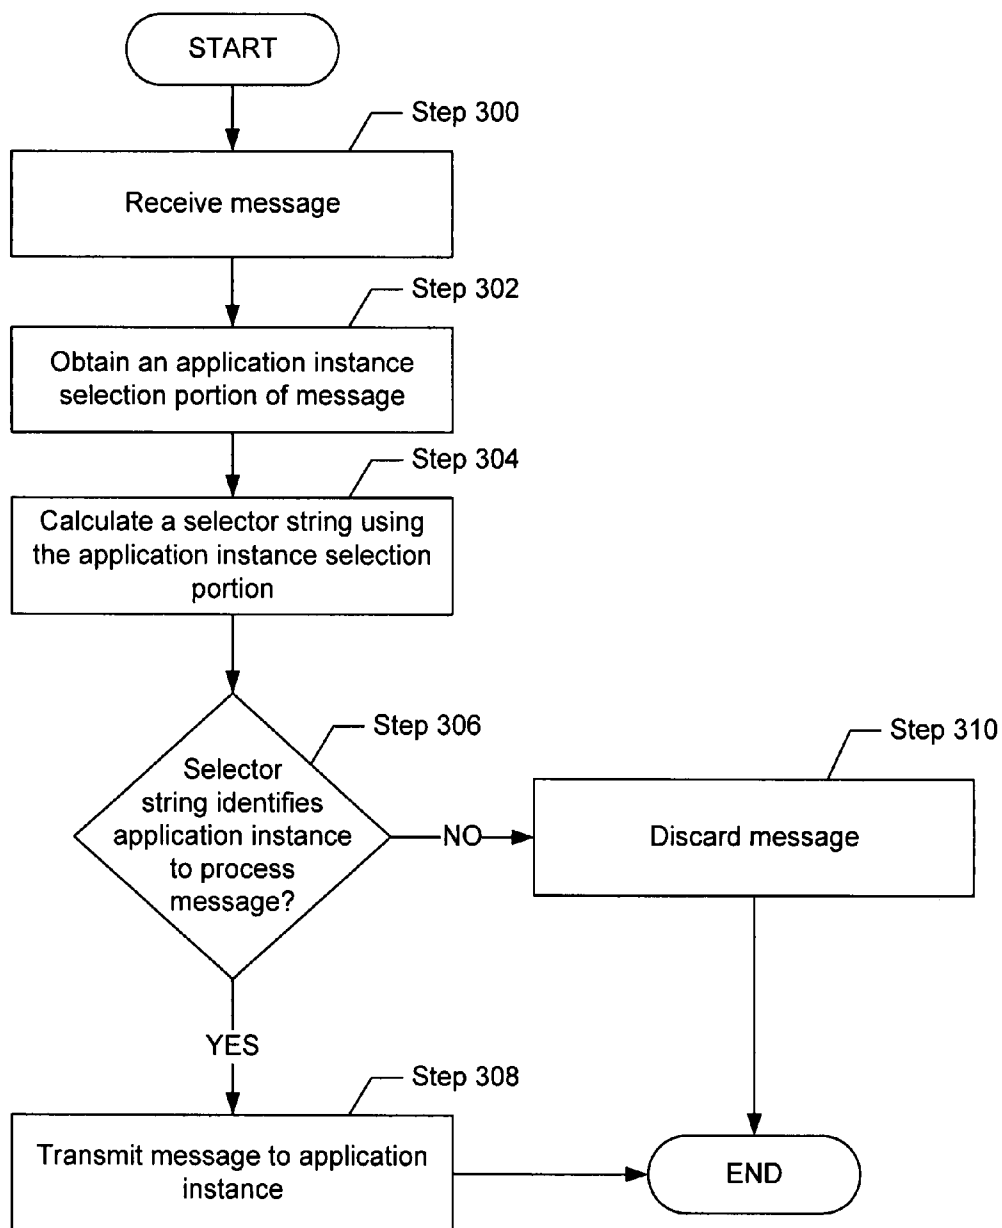 START
Step 300
Receive message
Step 302
Obtain an application instance
selection portion of message
Step 304
Calculate a selector string using
the application instance selection
portion
Step 306
Selector
string identifies
application instance
to process
message?
NO
Step 310
Discard message
YES
Step 308
Transmit message to application
instance
END